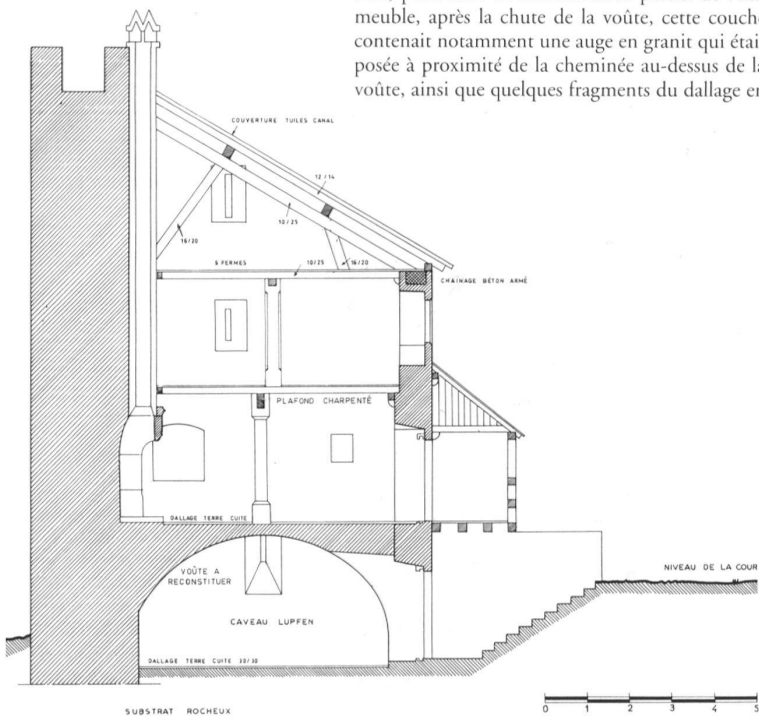 meuble, après la chute de la voûte, cette couche
contenait notamment une auge en granit qui étai
posée à proximité de la cheminée au-dessus de la
voûte, ainsi que quelques fragments du dallage en
COUVERTURE TUILES CANAL
12 / 14
10 / 25
16/20
5 FERMES
10/25
16/20
CHAINAGE BÉTON ARMÉ
PLAFOND CHARPENTÉ
DALLAGE TERRE CUITE
VOÛTE A
RECONSTITUER
NIVEAU DE LA COUR
CAVEAU LUPFEN
DALLAGE TERRE CUITE 30/30
SUBSTRAT ROCHEUX
0 1 2 3 4 5